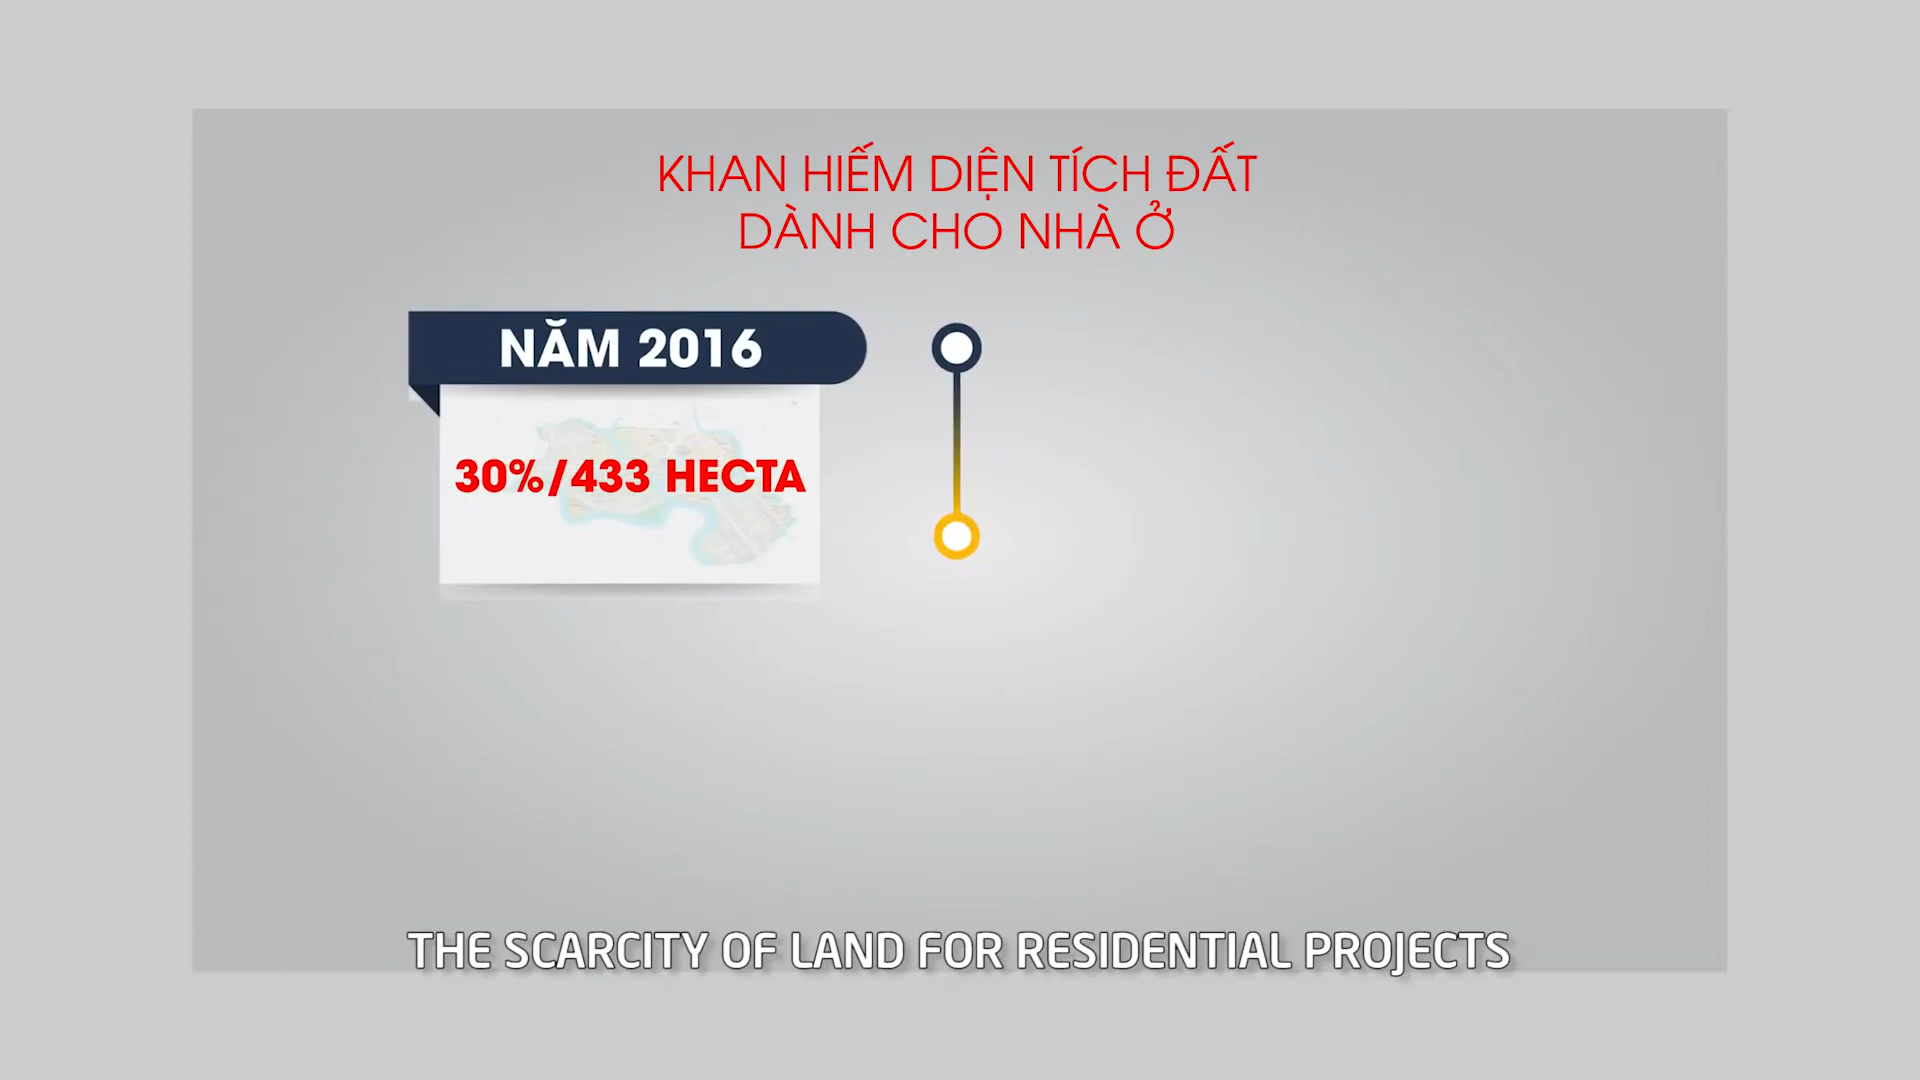 KHAN HIẾM DIỆN TÍCH ĐẤT
DÀNH CHO NHÀ Ở
NĂM 2016
30%/433 HECTA
THE SCARCITY OF LAND FOR RESIDENTIAL PROJECTS